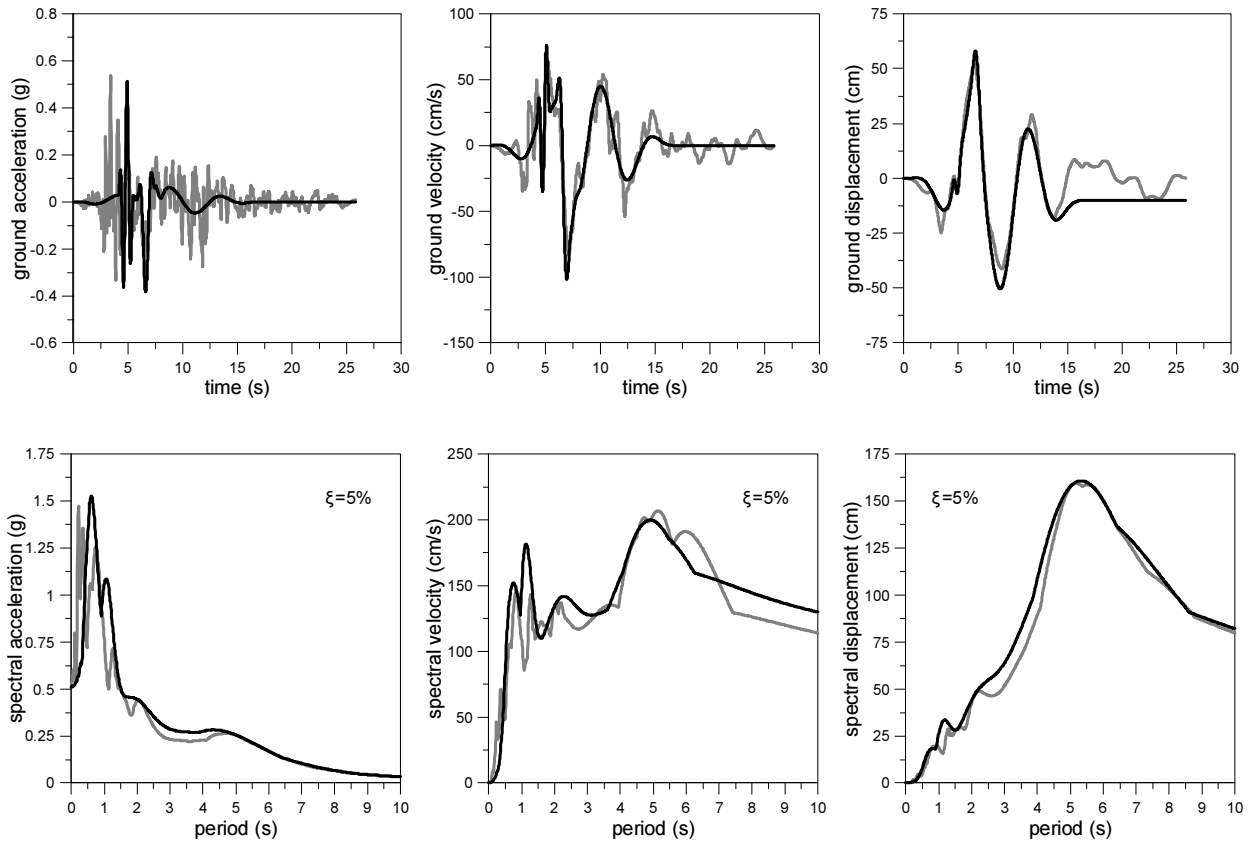 ground acceleration (g)
0.8
0.6
0.4
0.2
0
-0.2
-0.4
-0.6
0 5 10 15 20 25 30
time (s)
ground velocity (cm/s)
100
50
0
-50
-100
-150
0 5 10 15 20 25 30
time (s)
ground displacement (cm)
75
50
25
0
-25
-50
-75
0 5 10 15 20 25 30
time (s)
spectral acceleration (g)
1.75
1.5
1.25
1
0.75
0.5
0.25
0
ξ=5%
0 1 2 3 4 5 6 7 8 9 10
period (s)
spectral velocity (cm/s)
250
200
150
100
50
0
ξ=5%
0 1 2 3 4 5 6 7 8 9 10
period (s)
spectral displacement (cm)
175
150
125
100
75
50
25
0
ξ=5%
0 1 2 3 4 5 6 7 8 9 10
period (s)